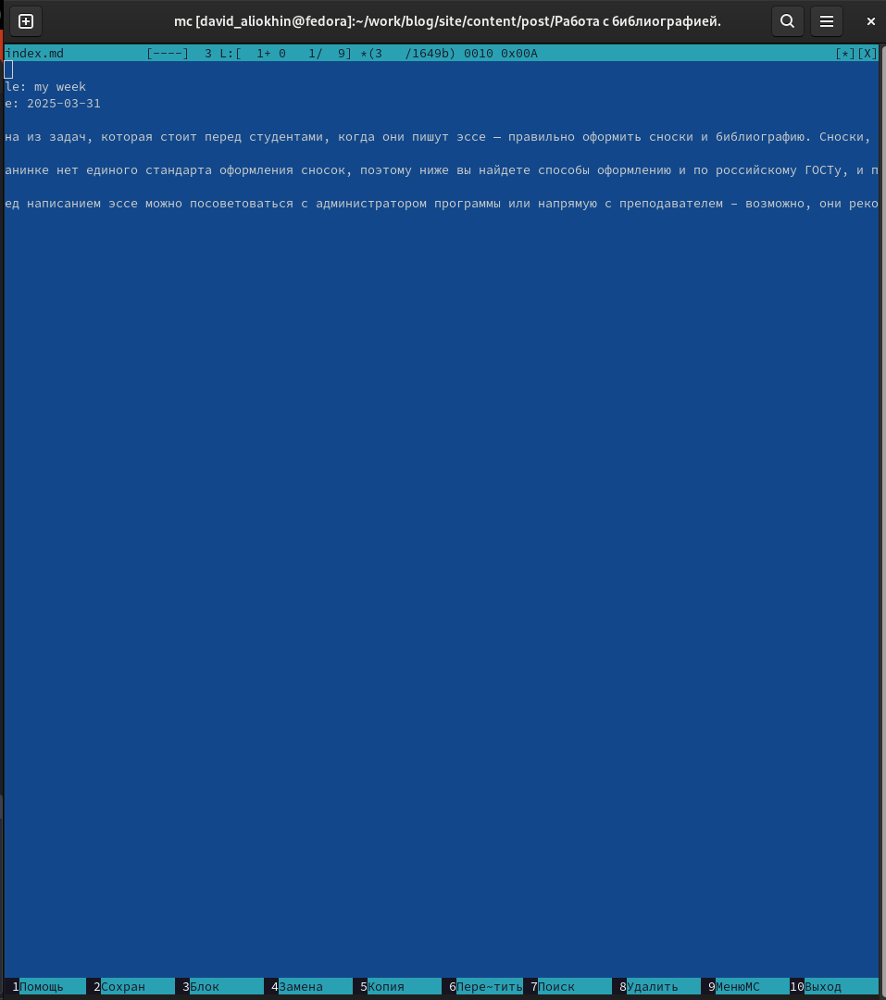 mc [david_aliokhin@fedora]:~/work/blog/site/content/post/Работа с библиографией.
index.md [----] 3 L:[ 1+ 0 1/ 9] *(3 /1649b) 0010 0x00A [*][X]
le: my week
e: 2025-03-31
на из задач, которая стоит перед студентами, когда они пишут эссе — правильно оформить сноски и библиографию. Сноски,
анинке нет единого стандарта оформления сносок, поэтому ниже вы найдете способы оформлению и по российскому ГОСТу, и п
ед написанием эссе можно посоветоваться с администратором программы или напрямую с преподавателем – возможно, они реко
1Помощь 2Сохран 3Блок 4Замена 5Копия 6Пере~тить 7Поиск 8Удалить 9МенюМС 10Выход